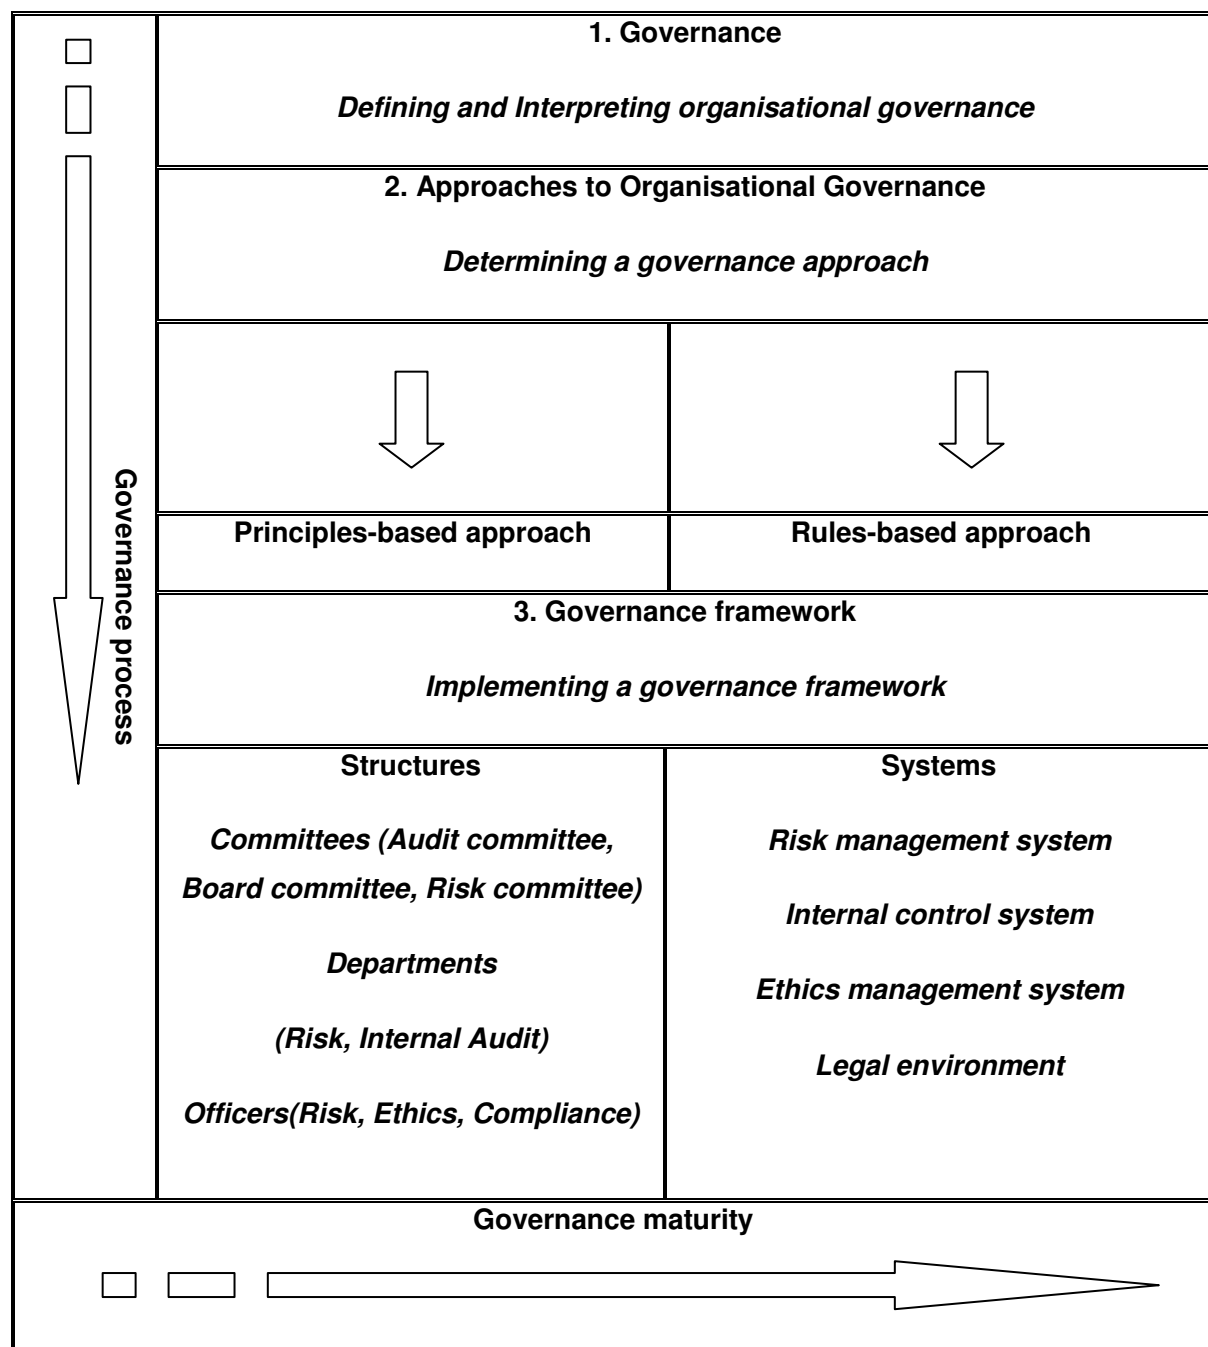 1. Governance
Defining and Interpreting organisational governance
2. Approaches to Organisational Governance
Determining a governance approach
Principles-based approach
Rules-based approach
3. Governance framework
Implementing a governance framework
Governance process
Structures
Committees (Audit committee,
Board committee, Risk committee)
Departments
(Risk, Internal Audit)
Officers(Risk, Ethics, Compliance)
Systems
Risk management system
Internal control system
Ethics management system
Legal environment
Governance maturity